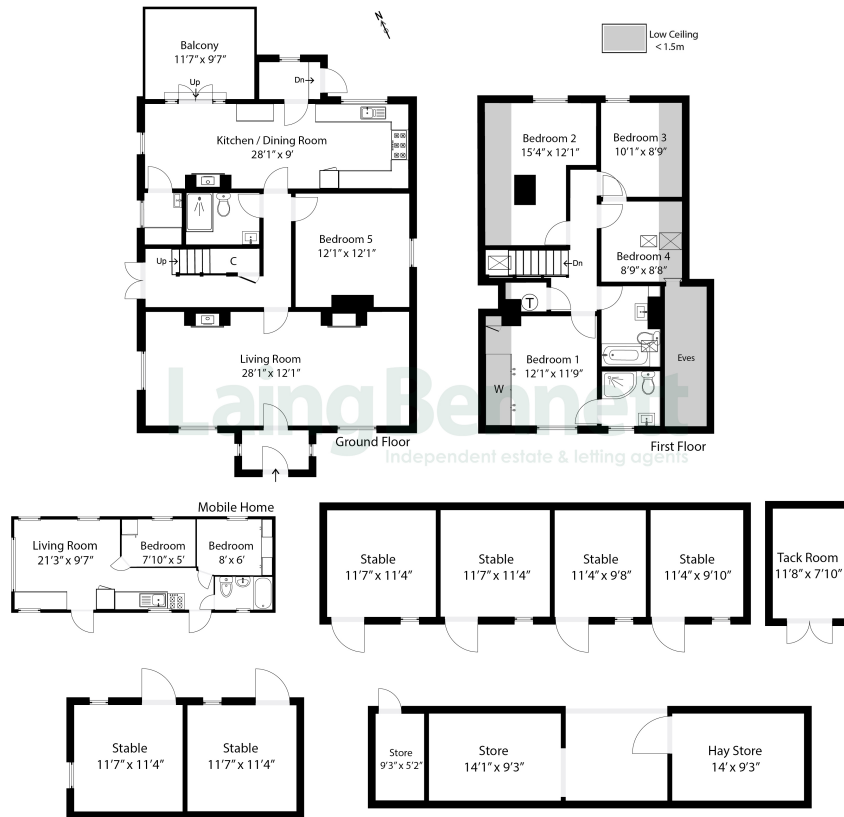 N
Low Ceiling
< 1.5m
Balcony
11'7" x 9'7"
Up
Dn
Kitchen / Dining Room
28'1" x 9'
Bedroom 5
12'1" x 12'1"
Up
C
Living Room
28'1" x 12'1"
Ground Floor
Bedroom 2
15'4" x 12'1"
Bedroom 3
10'1" x 8'9"
Bedroom 4
8'9" x 8'8"
Dn
T
Bedroom 1
12'1" x 11'9"
W
Eves
First Floor
LaingBennett
Independent estate & letting agents
Mobile Home
Living Room
21'3" x 9'7"
Bedroom
7'10" x 5'
Bedroom
8' x 6'
Stable
11'7" x 11'4"
Stable
11'7" x 11'4"
Stable
11'4" x 9'8"
Stable
11'4" x 9'10"
Tack Room
11'8" x 7'10"
Stable
11'7" x 11'4"
Stable
11'7" x 11'4"
Store
9'3" x 5'2"
Store
14'1" x 9'3"
Hay Store
14' x 9'3"